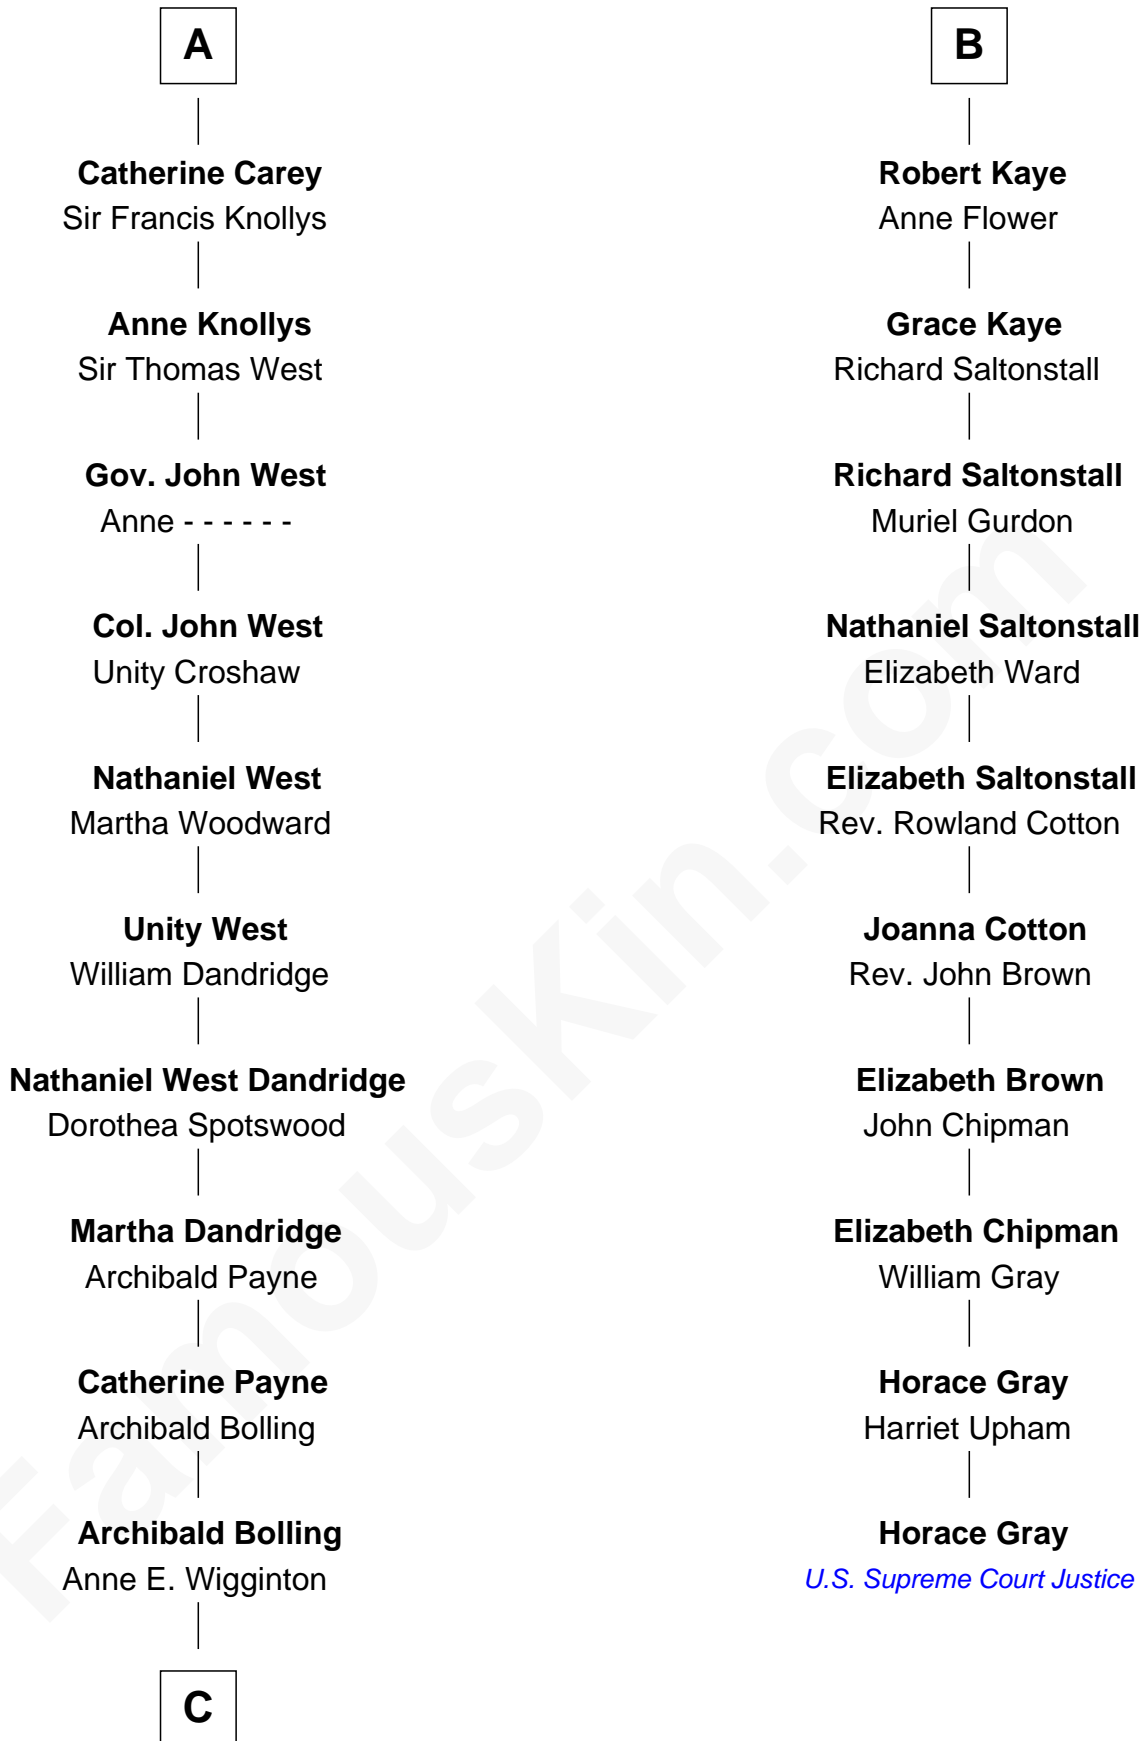 A
Catherine Carey
Sir Francis Knollys
Anne Knollys
Sir Thomas West
Gov. John West
Anne - - - - - -
Col. John West
Unity Croshaw
Nathaniel West
Martha Woodward
Unity West
William Dandridge
Nathaniel West Dandridge
Dorothea Spotswood
Martha Dandridge
Archibald Payne
Catherine Payne
Archibald Bolling
Archibald Bolling
Anne E. Wigginton
C
B
Robert Kaye
Anne Flower
Grace Kaye
Richard Saltonstall
Richard Saltonstall
Muriel Gurdon
Nathaniel Saltonstall
Elizabeth Ward
Elizabeth Saltonstall
Rev. Rowland Cotton
Joanna Cotton
Rev. John Brown
Elizabeth Brown
John Chipman
Elizabeth Chipman
William Gray
Horace Gray
Harriet Upham
Horace Gray
U.S. Supreme Court Justice
FamousKin.com